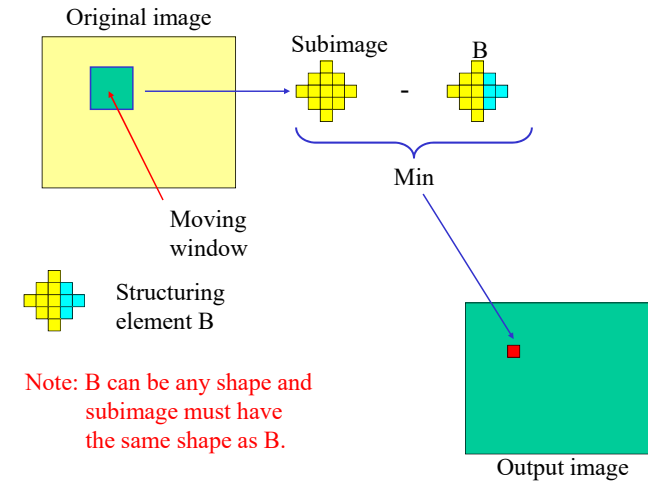 Original image
Subimage
B
-
Min
Moving
window
Structuring
element B
Note: B can be any shape and
subimage must have
the same shape as B.
Output image